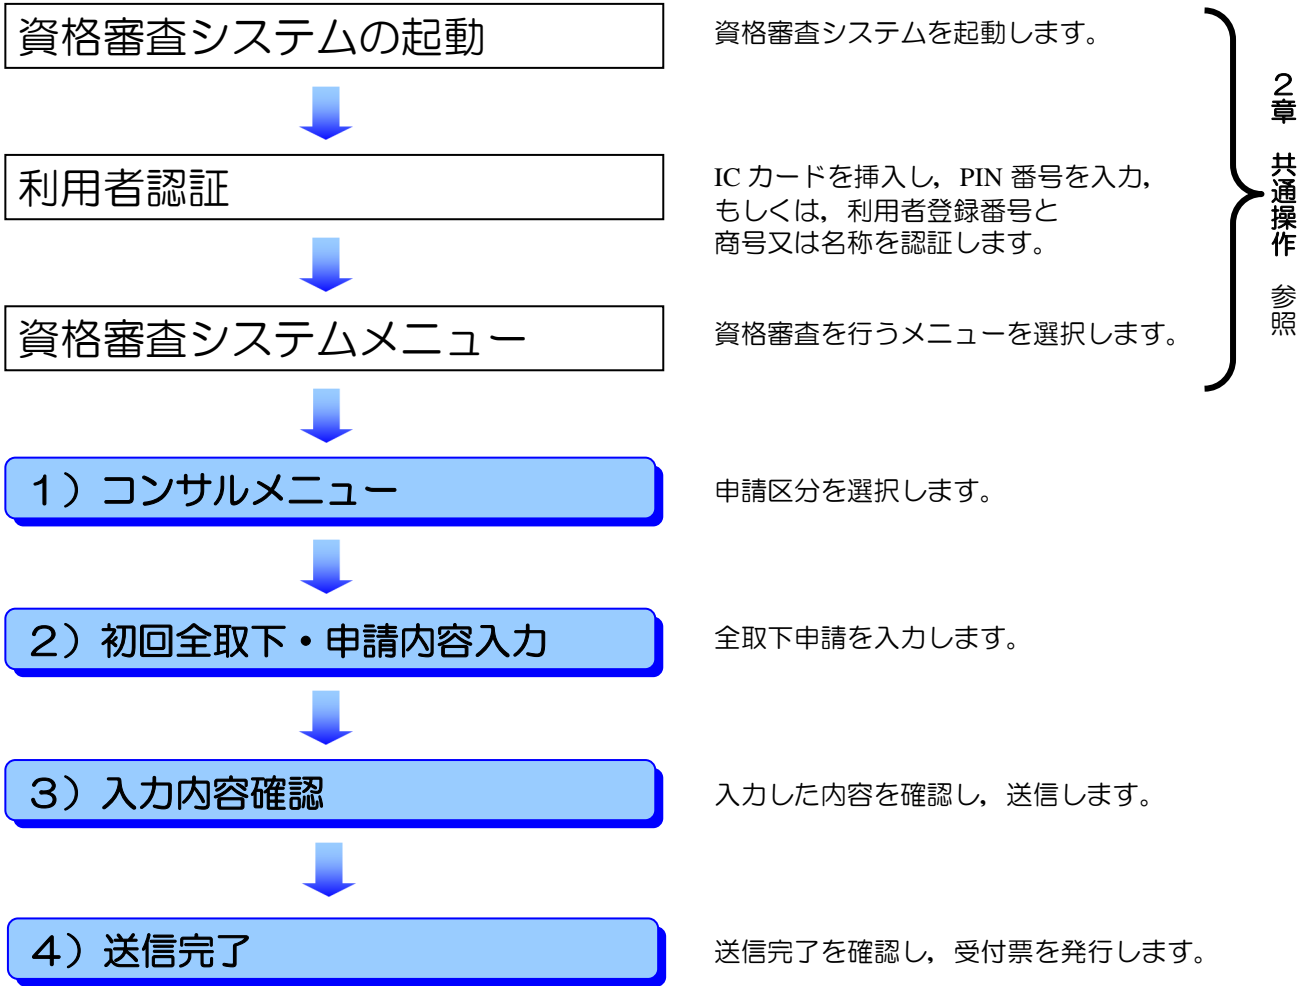 資格審査システムの起動
資格審査システムを起動します。
利用者認証
IC カードを挿入し，PIN 番号を入力，
もしくは，利用者登録番号と
商号又は名称を認証します。
資格審査システムメニュー
資格審査を行うメニューを選択します。
２章　共通操作　参照
１）コンサルメニュー
申請区分を選択します。
２）初回全取下・申請内容入力
全取下申請を入力します。
３）入力内容確認
入力した内容を確認し，送信します。
４）送信完了
送信完了を確認し，受付票を発行します。